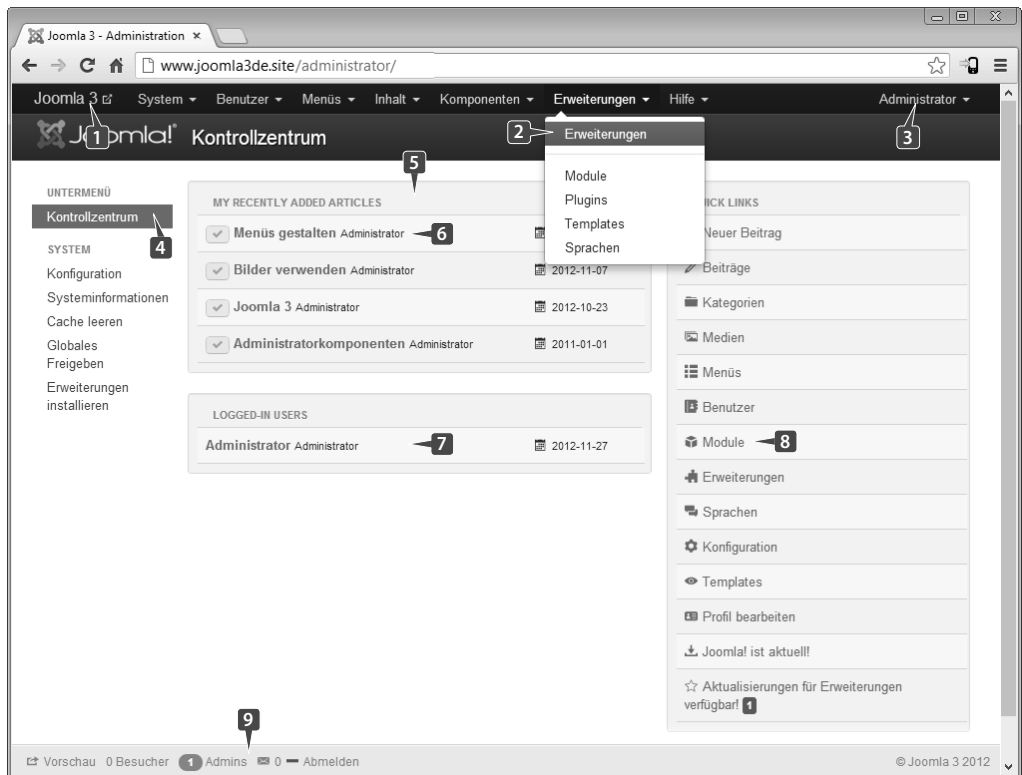 Joomla 3 - Administration ×
www.joomla3de.site/administrator/
Joomla 3 System Benutzer Menüs Inhalt Komponenten Erweiterungen Hilfe Administrator
1
2
3
Joomla! Kontrollzentrum
Erweiterungen
Module
Plugins
Templates
Sprachen
UNTERMENÜ
Kontrollzentrum
4
SYSTEM
Konfiguration
Systeminformationen
Cache leeren
Globales
Freigeben
Erweiterungen
installieren
5
MY RECENTLY ADDED ARTICLES
Menüs gestalten Administrator
6
Bilder verwenden Administrator 2012-11-07
Joomla 3 Administrator 2012-10-23
Administratorkomponenten Administrator 2011-01-01
LOGGED-IN USERS
Administrator Administrator 7 2012-11-27
LINKS
Neuer Beitrag
Beiträge
Kategorien
Medien
Menüs
Benutzer
Module 8
Erweiterungen
Sprachen
Konfiguration
Templates
Profil bearbeiten
Joomla! ist aktuell!
Aktualisierungen für Erweiterungen
verfügbar! 1
9
Vorschau 0 Besucher 1 Admins 0 Abmelden © Joomla 3 2012